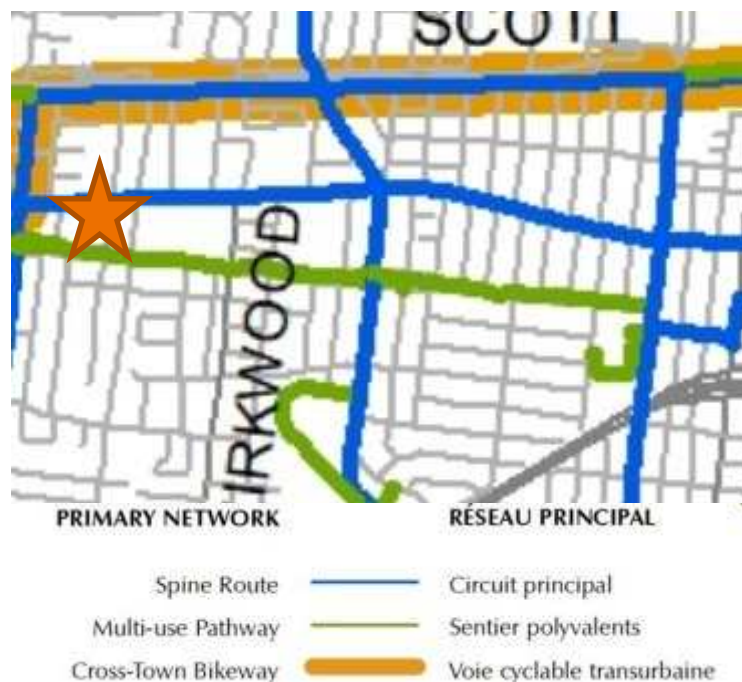 SCOTT
IRKWOOD
PRIMARY NETWORK
RÉSEAU PRINCIPAL
Spine Route
Circuit principal
Multi-use Pathway
Sentier polyvalents
Cross-Town Bikeway
Voie cyclable transurbaine